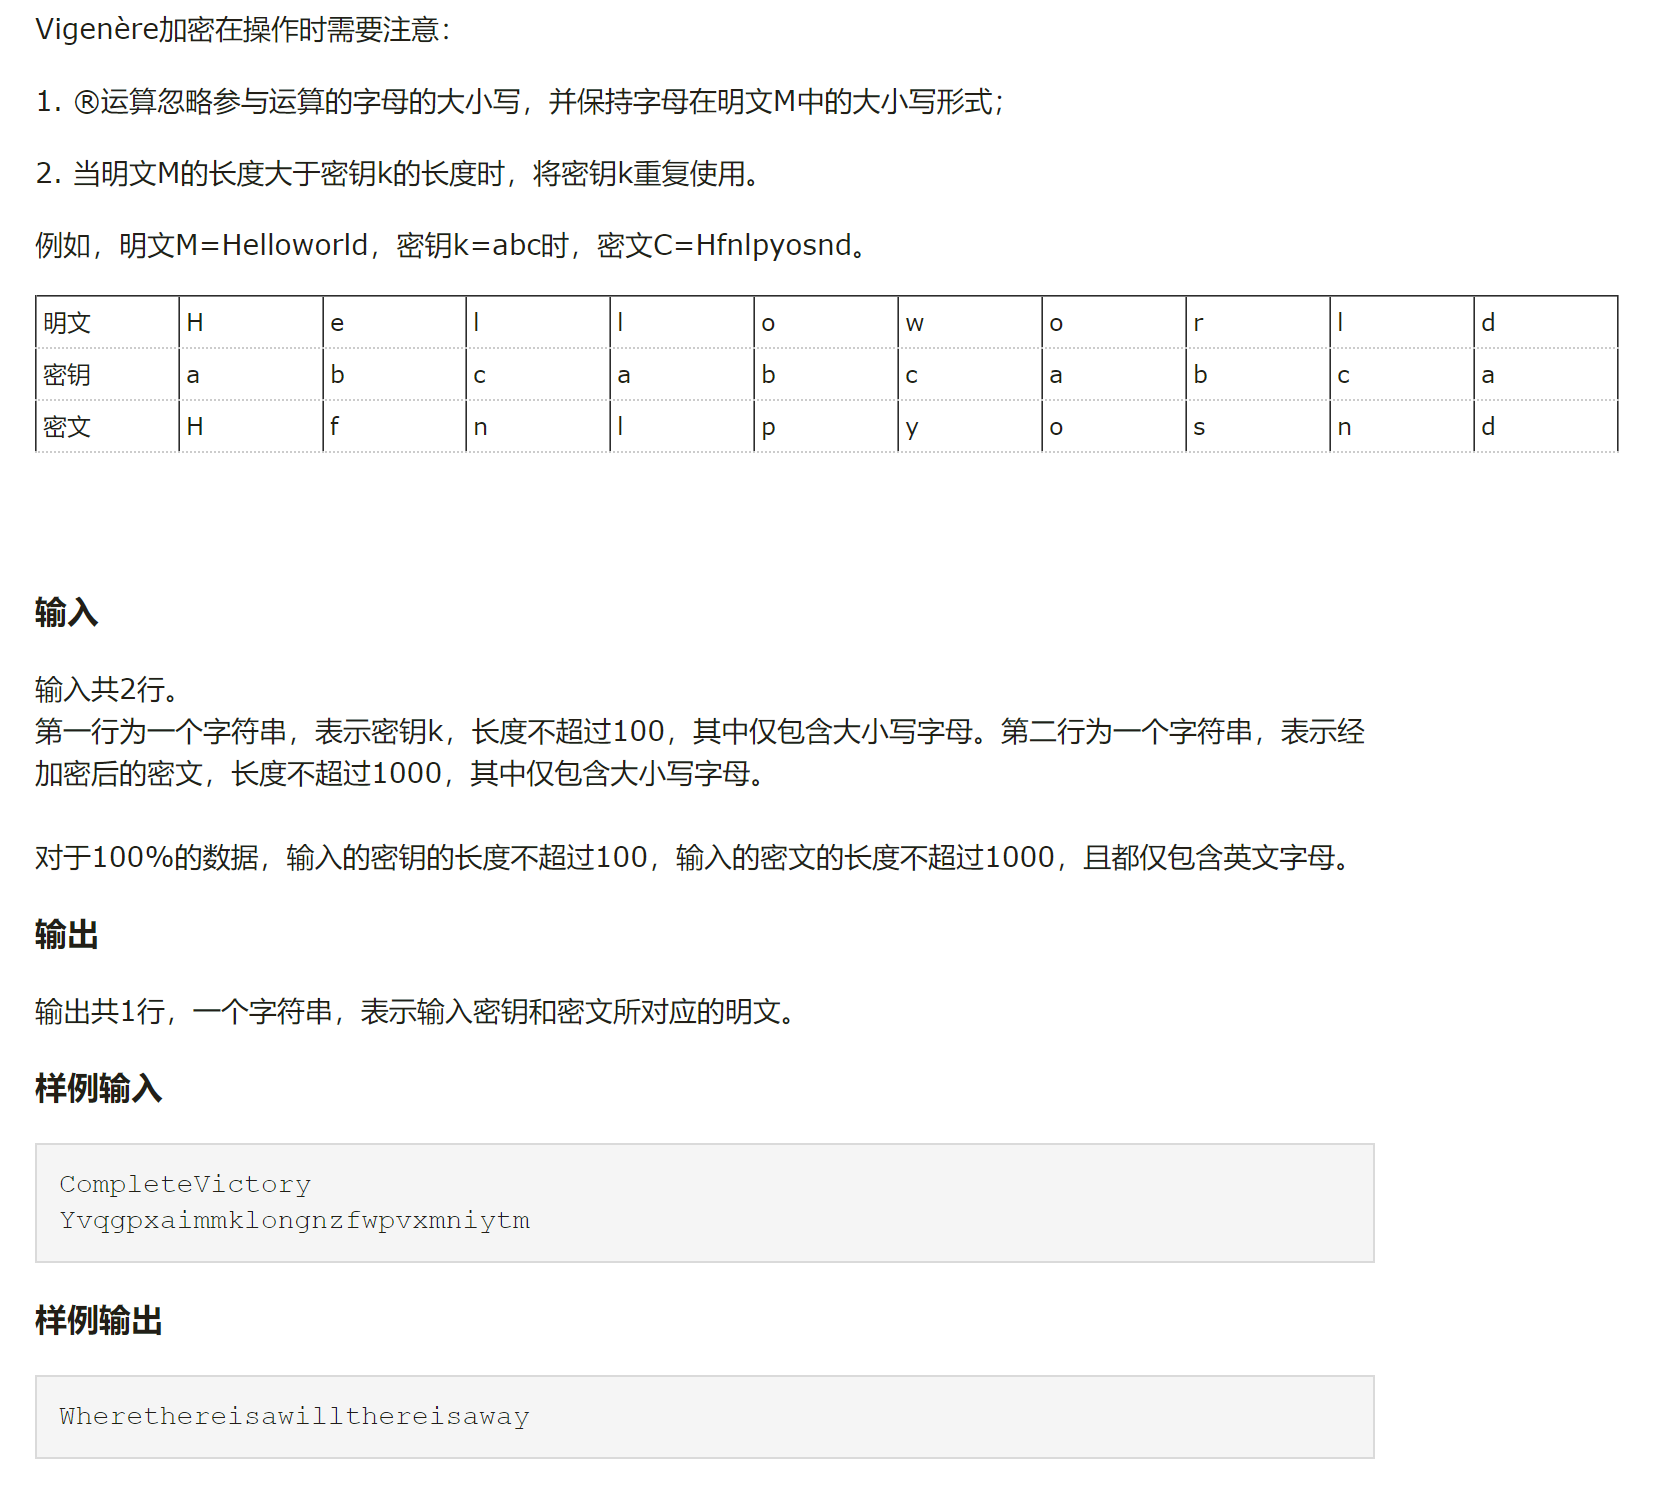 Vigenère加密在操作时需要注意：
1. ®运算忽略参与运算的字母的大小写，并保持字母在明文M中的大小写形式；
2. 当明文M的长度大于密钥k的长度时，将密钥k重复使用。
例如，明文M=Helloworld，密钥k=abc时，密文C=Hfnlpyosnd。
明文 H e l l o w o r l d
密钥 a b c a b c a b c a
密文 H f n l p y o s n d
输入
输入共2行。
第一行为一个字符串，表示密钥k，长度不超过100，其中仅包含大小写字母。第二行为一个字符串，表示经
加密后的密文，长度不超过1000，其中仅包含大小写字母。
对于100%的数据，输入的密钥的长度不超过100，输入的密文的长度不超过1000，且都仅包含英文字母。
输出
输出共1行，一个字符串，表示输入密钥和密文所对应的明文。
样例输入
CompleteVictory
Yvqgpxaimmklongnzfwpvxmniytm
样例输出
Wherethereisawillthereisaway